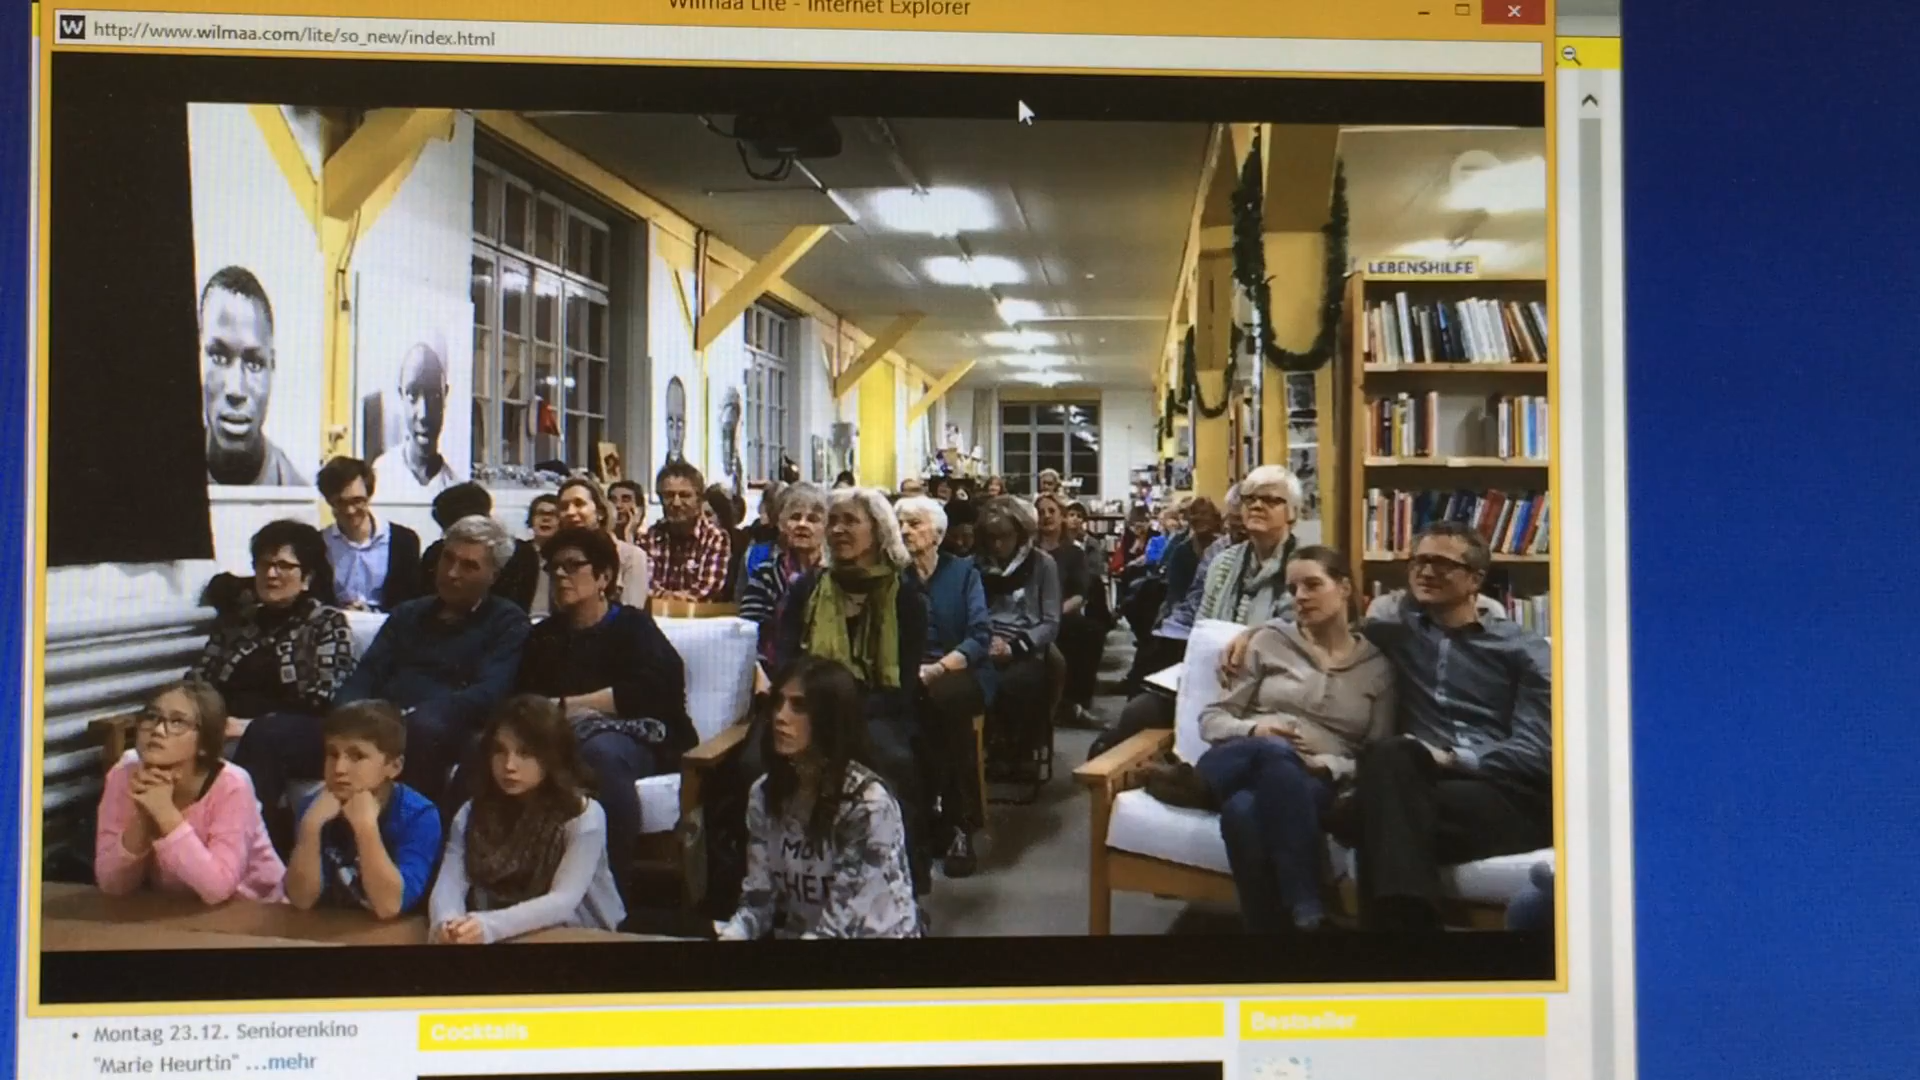 Wilmaa Lite - Internet Explorer
W http://www.wilmaa.com/lite/so_new/index.html
LEBENSHILFE
MON
CHÉR
• Montag 23.12. Seniorenkino
"Marie Heurtin" ...mehr
Cocktails
Bestseller